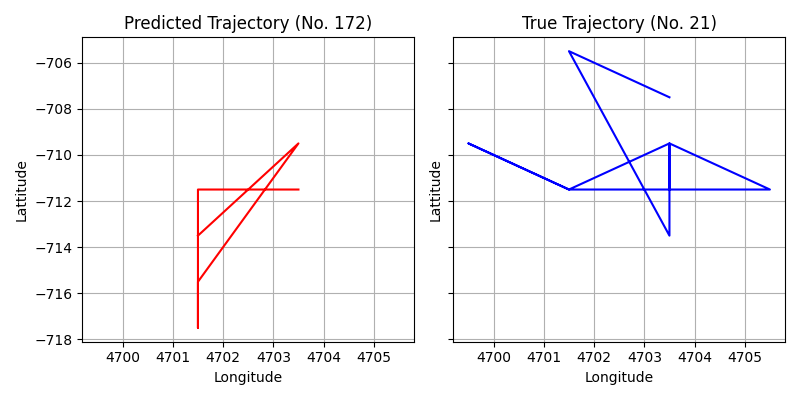 Predicted Trajectory (No. 172)
True Trajectory (No. 21)
−706
−708
−710
−712
−714
−716
−718
Lattitude
Lattitude
4700 4701 4702 4703 4704 4705
4700 4701 4702 4703 4704 4705
Longitude
Longitude